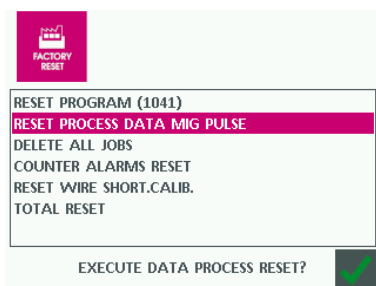 FACTORY
RESET
RESET PROGRAM (1041)
RESET PROCESS DATA MIG PULSE
DELETE ALL JOBS
COUNTER ALARMS RESET
RESET WIRE SHORT.CALIB.
TOTAL RESET
EXECUTE DATA PROCESS RESET?